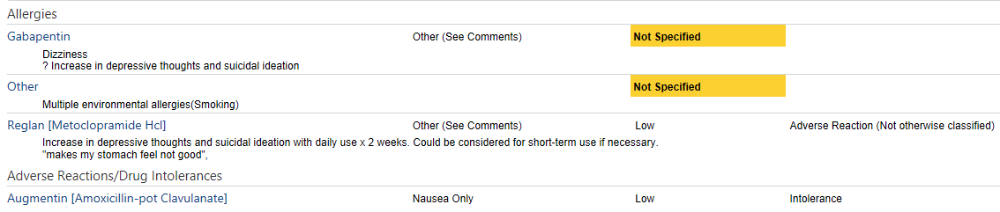 Allergies
Gabapentin Other (See Comments) Not Specified
Dizziness
? Increase in depressive thoughts and suicidal ideation
Other Not Specified
Multiple environmental allergies(Smoking)
Reglan [Metoclopramide Hcl] Other (See Comments) Low Adverse Reaction (Not otherwise classified)
Increase in depressive thoughts and suicidal ideation with daily use x 2 weeks. Could be considered for short-term use if necessary.
"makes my stomach feel not good",
Adverse Reactions/Drug Intolerances
Augmentin [Amoxicillin-pot Clavulanate] Nausea Only Low Intolerance